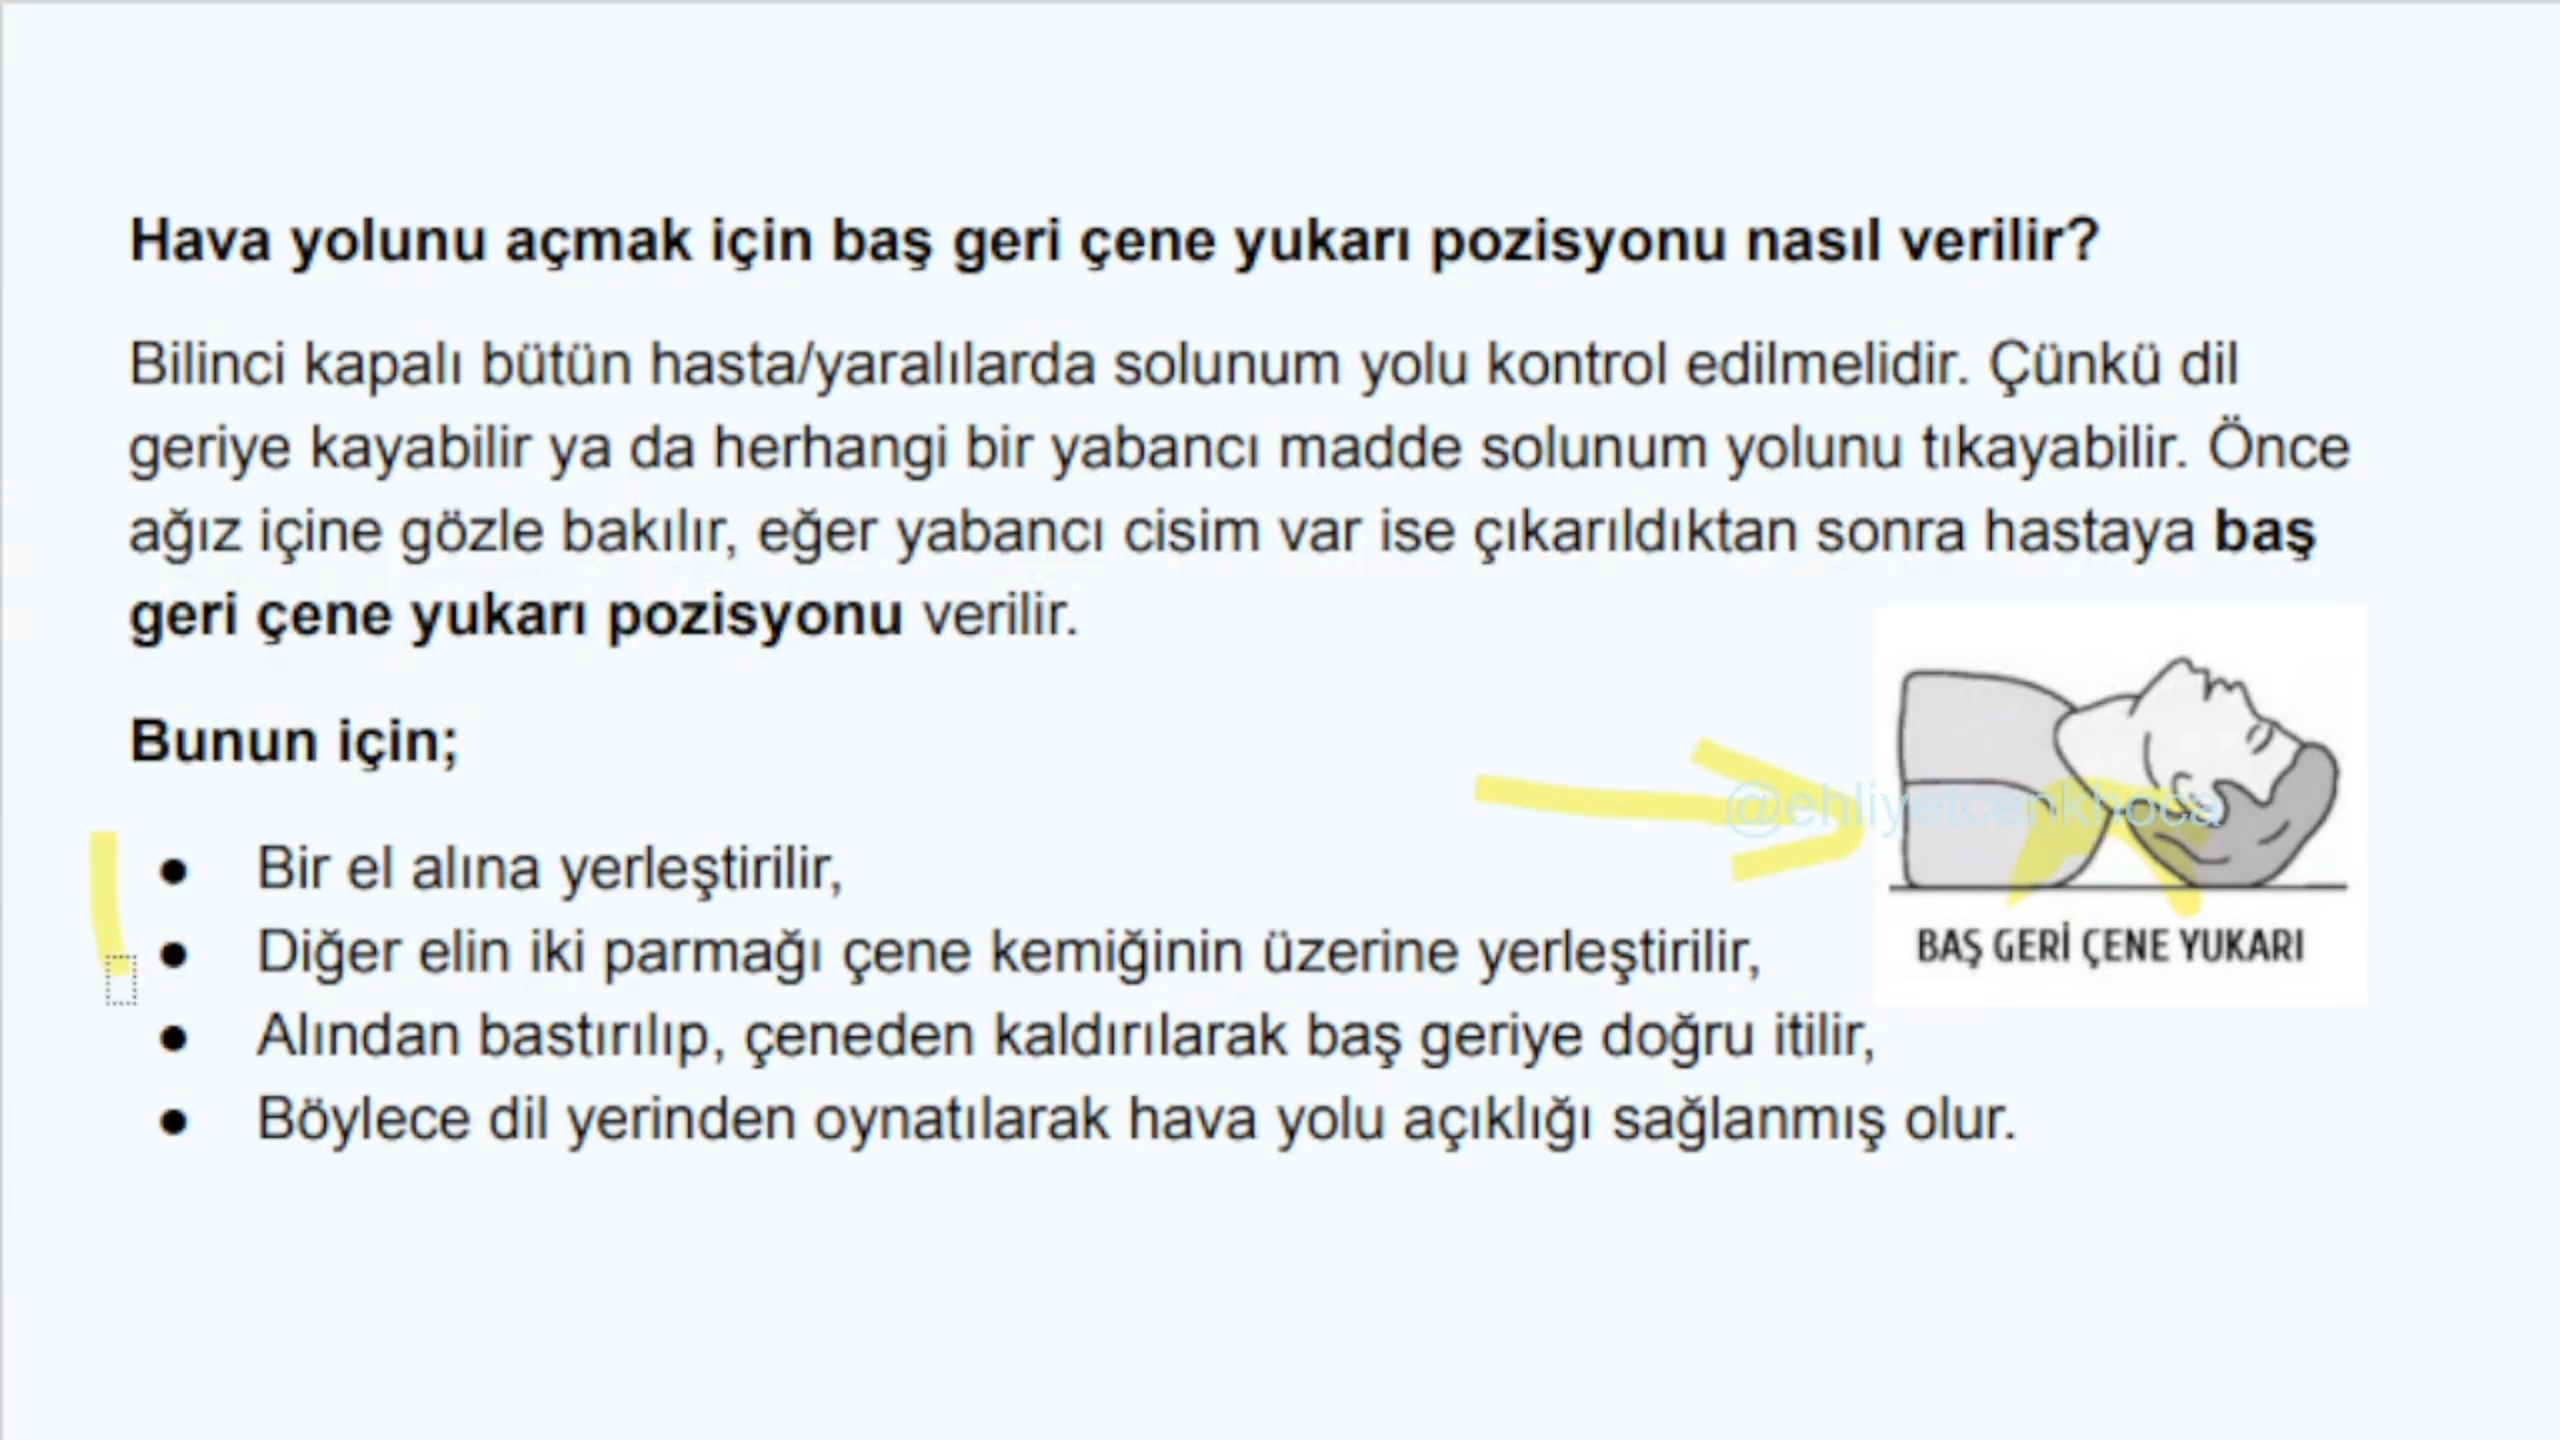 Hava yolunu açmak için baş geri çene yukarı pozisyonu nasıl verilir?
Bilinci kapalı bütün hasta/yaralılarda solunum yolu kontrol edilmelidir. Çünkü dil
geriye kayabilir ya da herhangi bir yabancı madde solunum yolunu tıkayabilir. Önce
ağız içine gözle bakılır, eğer yabancı cisim var ise çıkarıldıktan sonra hastaya baş
geri çene yukarı pozisyonu verilir.
Bunun için;
@ehliyetcenkhoca
● Bir el alına yerleştirilir,
● Diğer elin iki parmağı çene kemiğinin üzerine yerleştirilir,
BAŞ GERİ ÇENE YUKARI
● Alından bastırılıp, çeneden kaldırılarak baş geriye doğru itilir,
● Böylece dil yerinden oynatılarak hava yolu açıklığı sağlanmış olur.